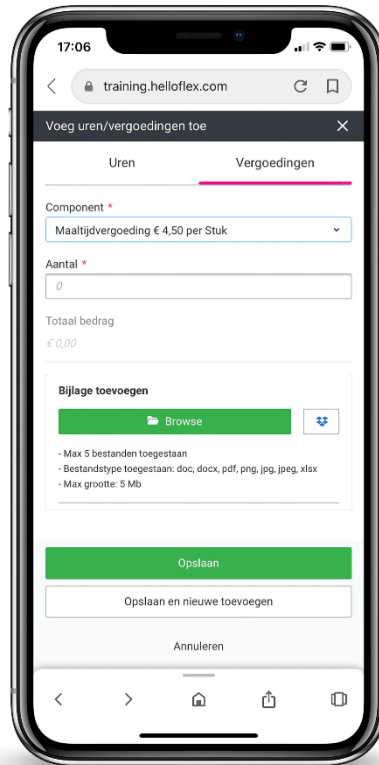 17:06
training.helloflex.com
Voeg uren/vergoedingen toe
Uren
Vergoedingen
Component *
Maaltijdvergoeding € 4,50 per Stuk
Aantal *
0
Totaal bedrag
€ 0,00
Bijlage toevoegen
Browse
- Max 5 bestanden toegestaan
- Bestandstype toegestaan: doc, docx, pdf, png, jpg, jpeg, xlsx
- Max grootte: 5 Mb
Opslaan
Opslaan en nieuwe toevoegen
Annuleren